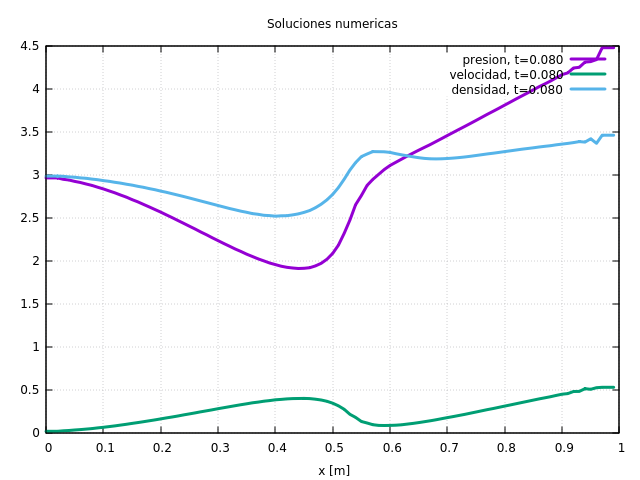 Soluciones numericas
presion, t=0.080
velocidad, t=0.080
densidad, t=0.080
4.5
4
3.5
3
2.5
2
1.5
1
0.5
0
0 0.1 0.2 0.3 0.4 0.5 0.6 0.7 0.8 0.9 1
x [m]